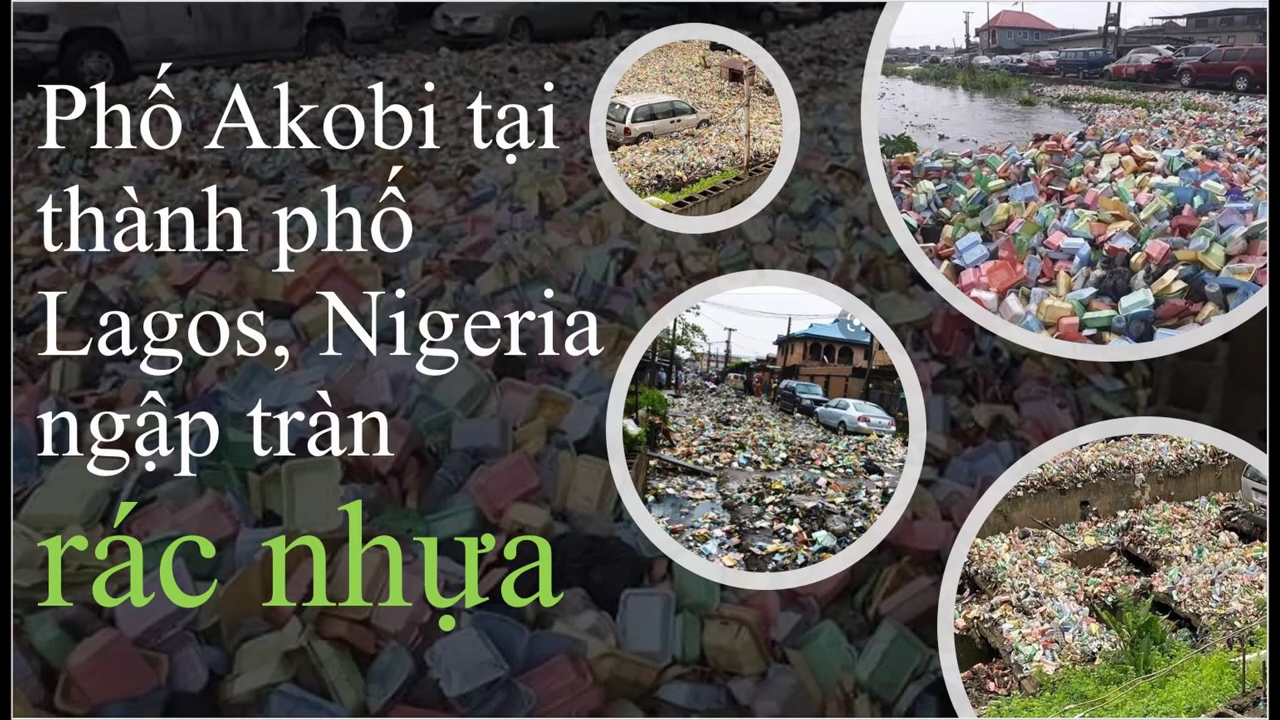 Phố Akobi tại
thành phố
Lagos, Nigeria
ngập tràn
rác nhựa